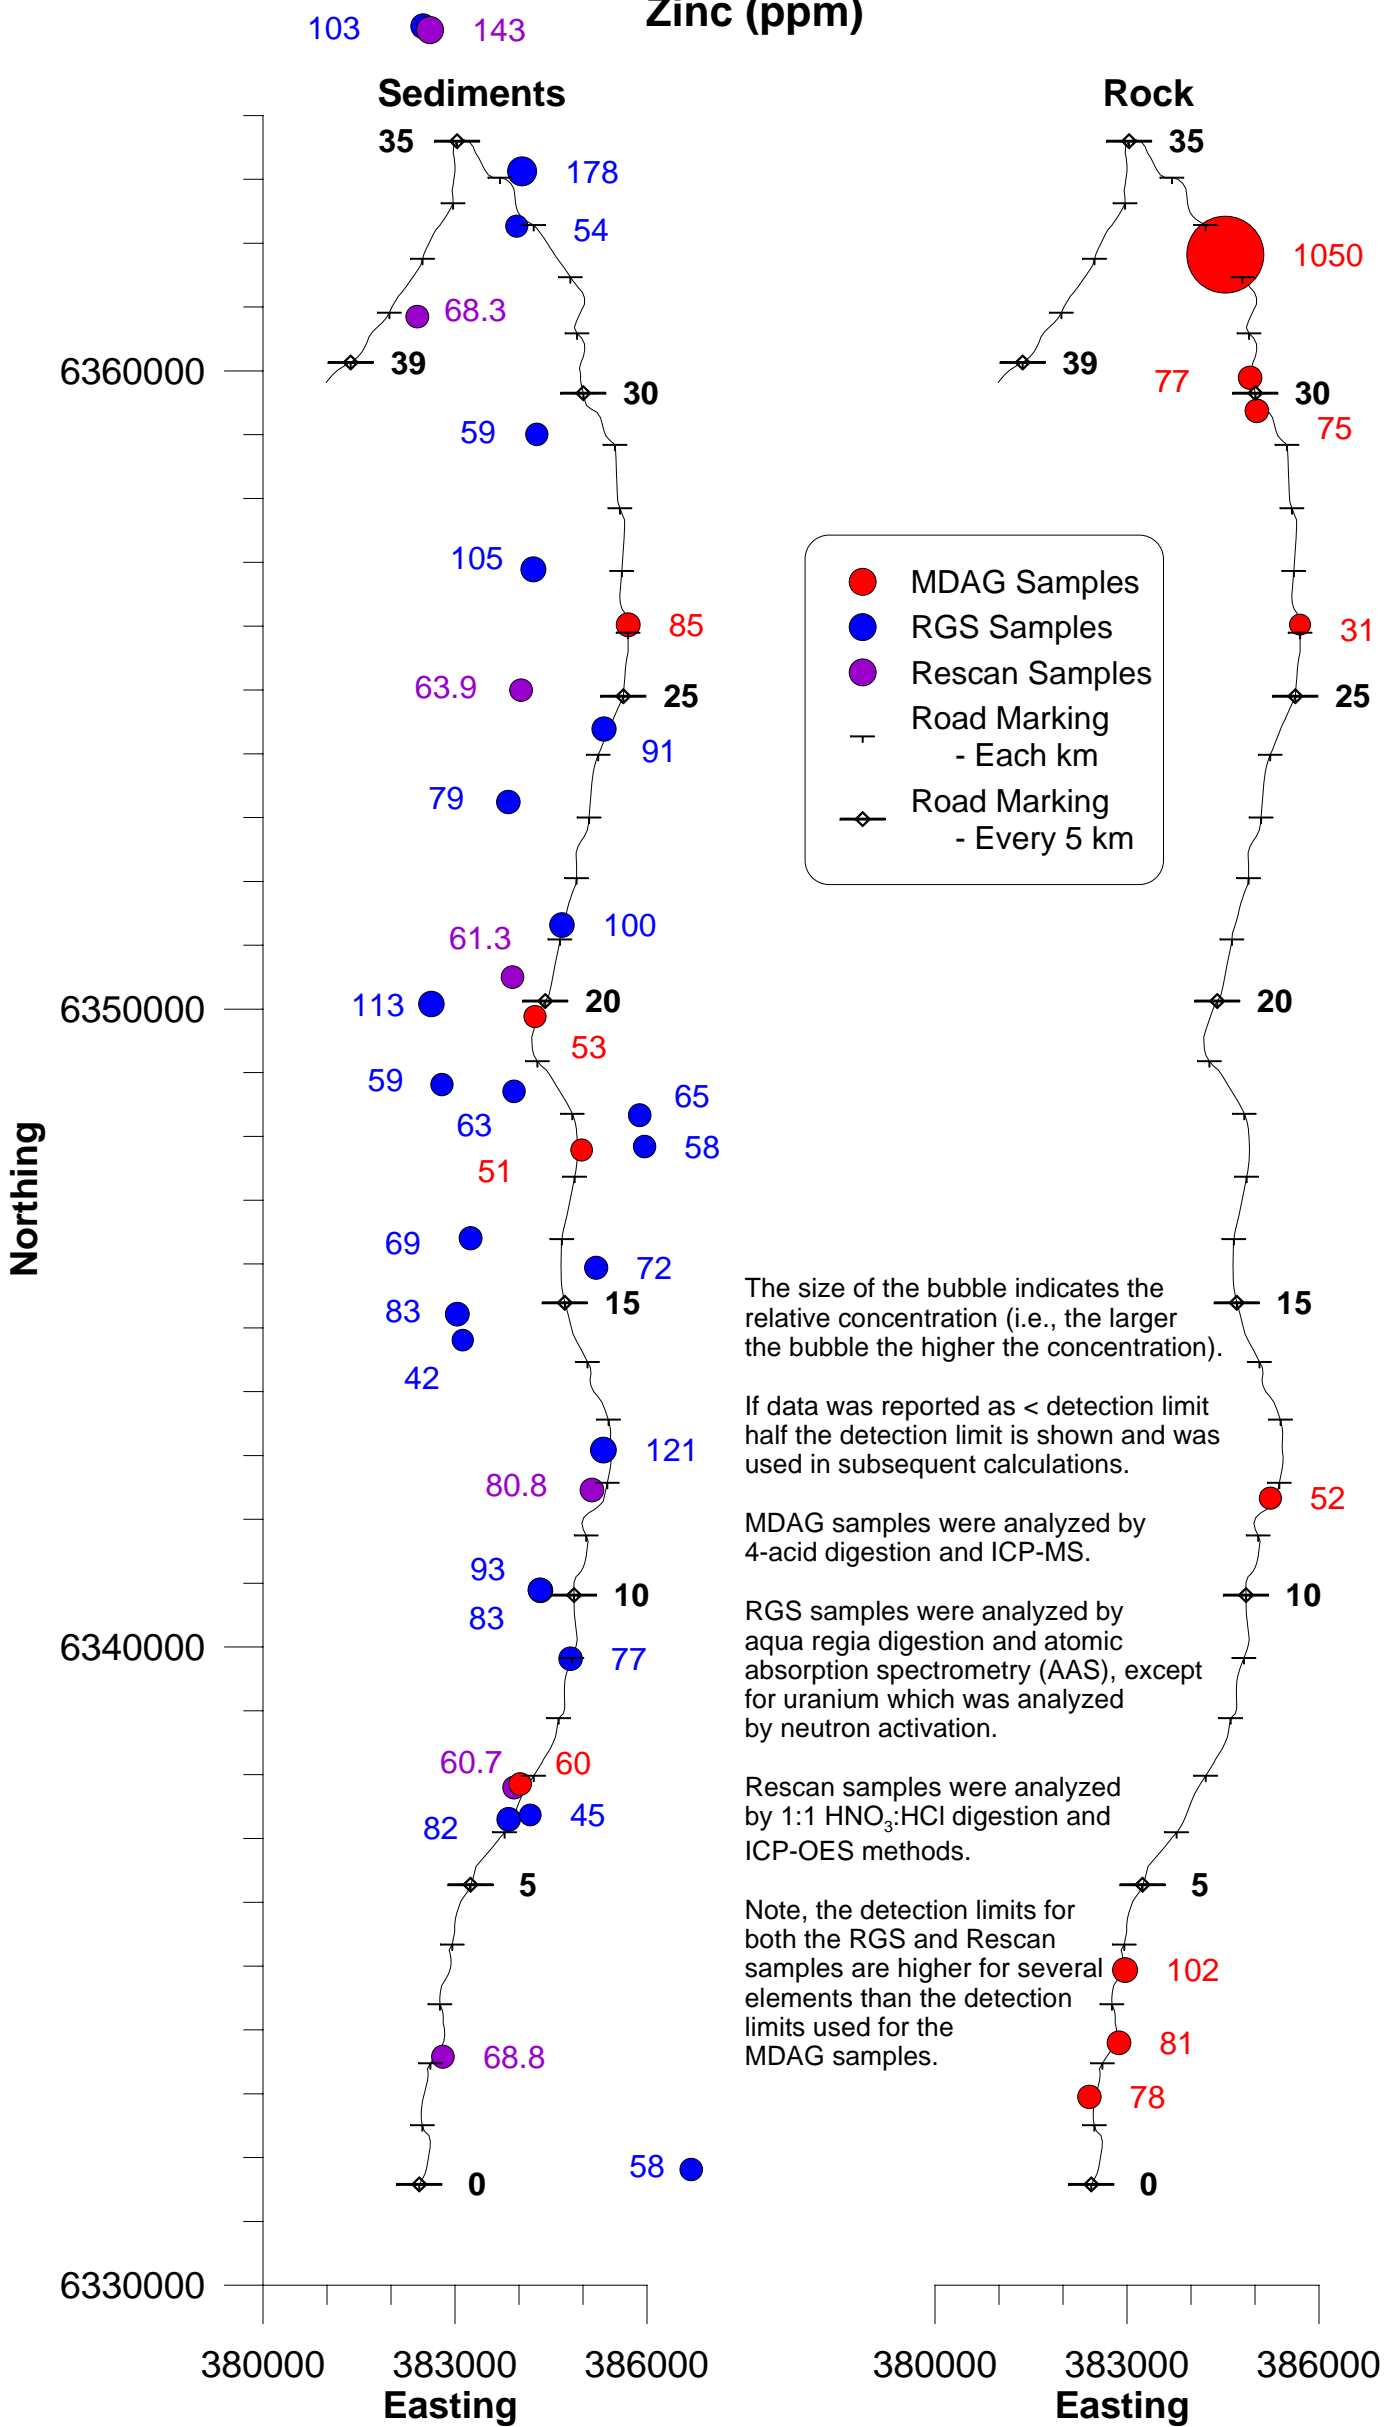 Zinc (ppm)
103
143
Sediments
Rock
35
35
178
54
1050
68.3
6360000
39
39
77
30
30
59
75
105
MDAG Samples
RGS Samples
Rescan Samples
Road Marking
- Each km
Road Marking
- Every 5 km
85
31
63.9
25
25
91
79
100
61.3
20
20
113
6350000
53
59
63
65
58
51
Northing
69
72
83
15
15
42
The size of the bubble indicates the
relative concentration (i.e., the larger
the bubble the higher the concentration).
If data was reported as < detection limit
half the detection limit is shown and was
used in subsequent calculations.
MDAG samples were analyzed by
4-acid digestion and ICP-MS.
RGS samples were analyzed by
aqua regia digestion and atomic
absorption spectrometry (AAS), except
for uranium which was analyzed
by neutron activation.
Rescan samples were analyzed
by 1:1 HNO₃:HCl digestion and
ICP-OES methods.
Note, the detection limits for
both the RGS and Rescan
samples are higher for several
elements than the detection
limits used for the
MDAG samples.
121
80.8
52
93
83
10
10
6340000
77
60.7
60
82
45
5
5
102
81
68.8
78
58
0
0
6330000
380000
383000
386000
380000
383000
386000
Easting
Easting